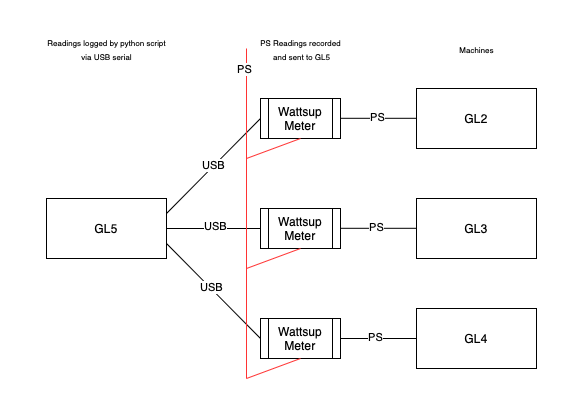 Readings logged by python script
via USB serial
PS Readings recorded
and sent to GL5
Machines
PS
Wattsup
Meter
PS
GL2
USB
GL5
USB
Wattsup
Meter
PS
GL3
USB
Wattsup
Meter
PS
GL4